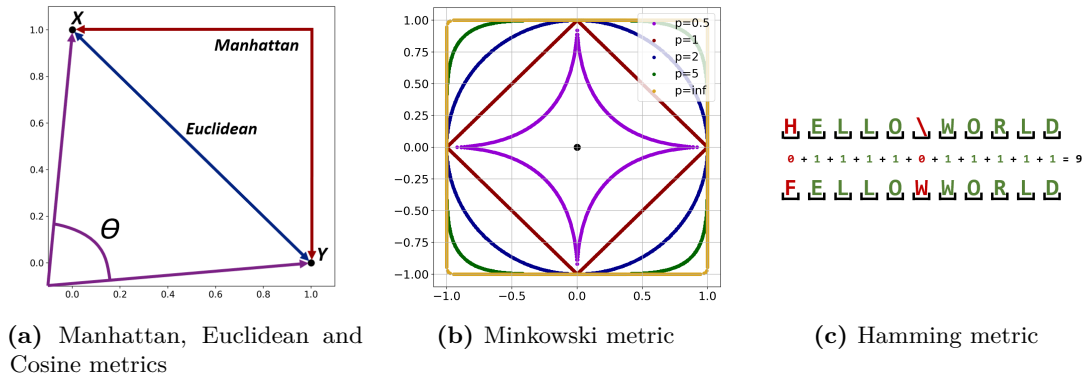 X
1.0
Manhattan
0.8
Euclidean
0.6
0.4
0.2
θ
Y
0.0
0.0 0.2 0.4 0.6 0.8 1.0
1.00
0.75
0.50
0.25
0.00
−0.25
−0.50
−0.75
−1.00
−1.0 −0.5 0.0 0.5 1.0
p=0.5
p=1
p=2
p=5
p=inf
H E L L O \ W O R L D
0 + 1 + 1 + 1 + 1 + 0 + 1 + 1 + 1 + 1 + 1 = 9
F E L L O W W O R L D
(a) Manhattan, Euclidean and
Cosine metrics
(b) Minkowski metric
(c) Hamming metric